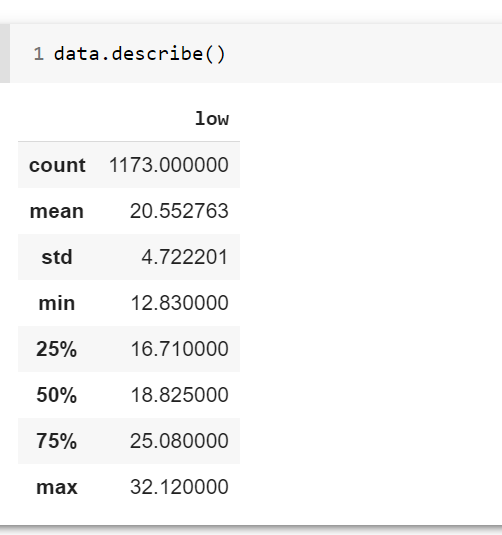 1 data.describe()
low
count 1173.000000
mean 20.552763
std 4.722201
min 12.830000
25% 16.710000
50% 18.825000
75% 25.080000
max 32.120000